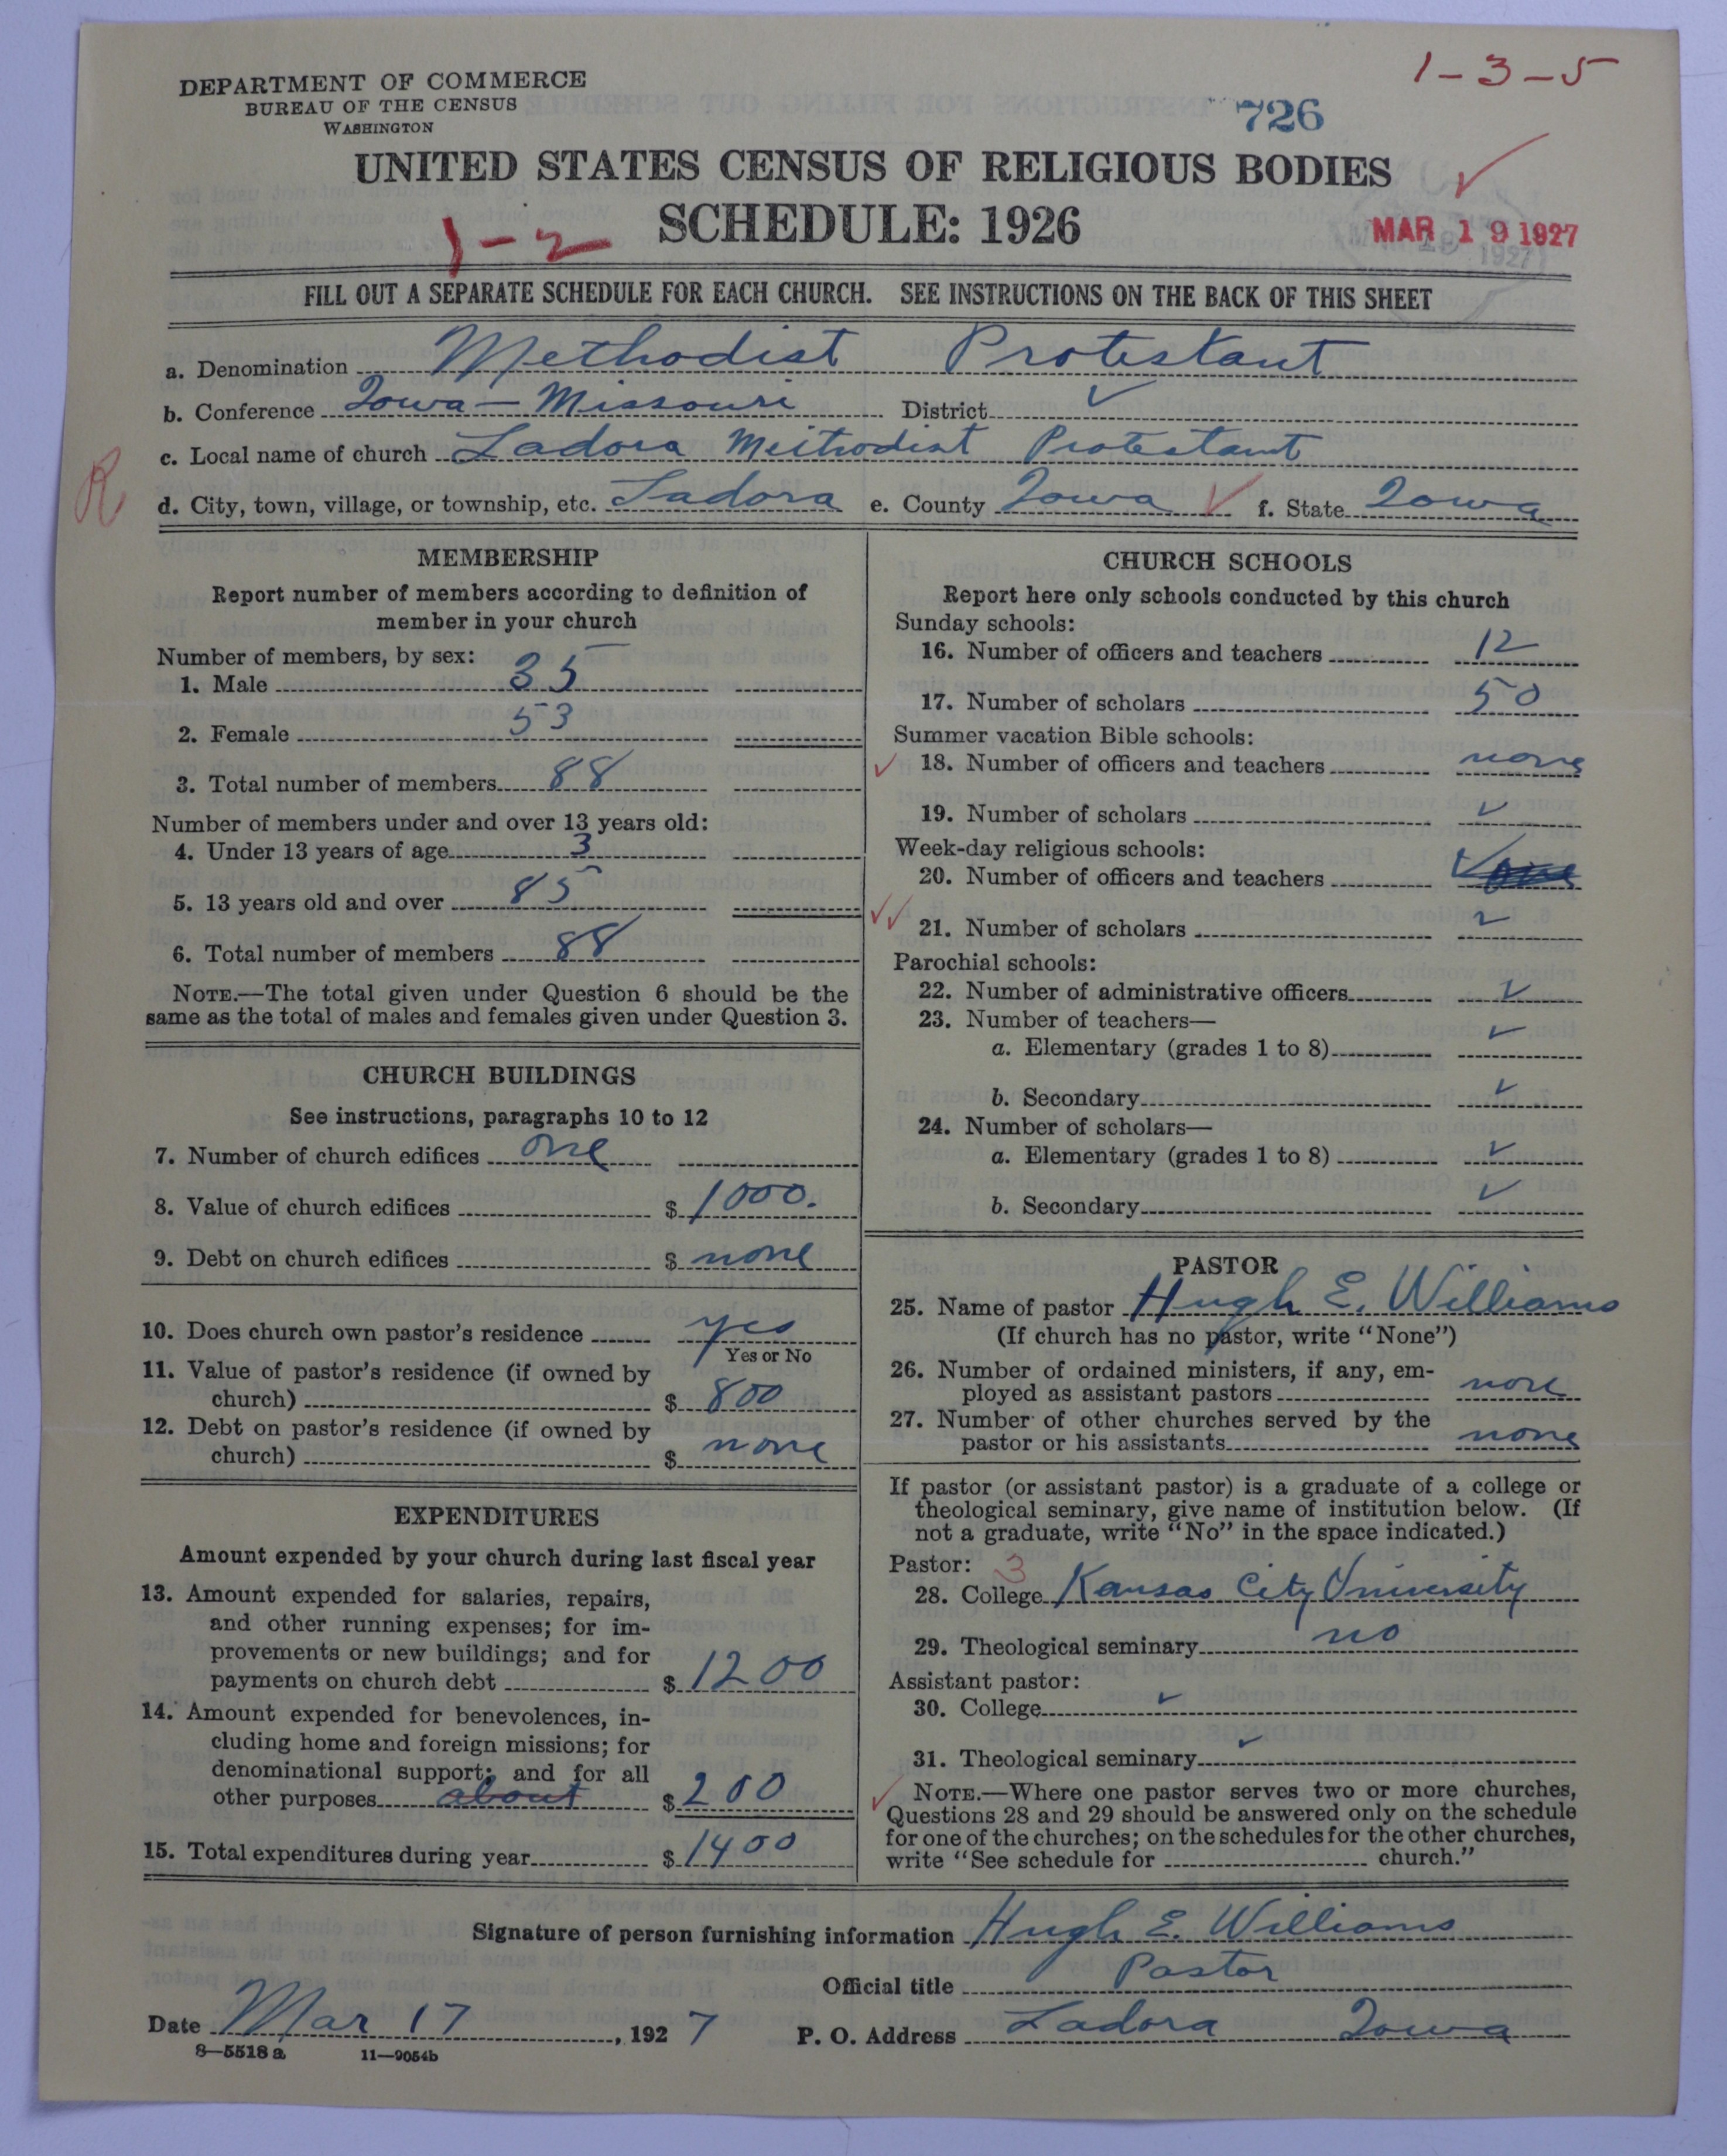 DEPARTMENT OF COMMERCE
BUREAU OF THE CENSUS
WASHINGTON
1-3-5
726
UNITED STATES CENSUS OF RELIGIOUS BODIES
SCHEDULE: 1926
1-2
MAR 19 1927
FILL OUT A SEPARATE SCHEDULE FOR EACH CHURCH. SEE INSTRUCTIONS ON THE BACK OF THIS SHEET
a. Denomination Methodist Protestant
b. Conference Iowa-Missouri District ✓
c. Local name of church Ladora Methodist Protestant
R
d. City, town, village, or township, etc. Ladora e. County Iowa ✓ f. State Iowa
MEMBERSHIP
Report number of members according to definition of
member in your church
Number of members, by sex:
1. Male 35
2. Female 53
3. Total number of members 88
Number of members under and over 13 years old:
4. Under 13 years of age 3
5. 13 years old and over 85
6. Total number of members 88
NOTE.—The total given under Question 6 should be the
same as the total of males and females given under Question 3.
CHURCH BUILDINGS
See instructions, paragraphs 10 to 12
7. Number of church edifices one
8. Value of church edifices $ 1000.
9. Debt on church edifices $ none
10. Does church own pastor's residence yes
Yes or No
11. Value of pastor's residence (if owned by
church) $ 800
12. Debt on pastor's residence (if owned by
church) $ none
EXPENDITURES
Amount expended by your church during last fiscal year
13. Amount expended for salaries, repairs,
and other running expenses; for im-
provements or new buildings; and for
payments on church debt $ 1200
14. Amount expended for benevolences, in-
cluding home and foreign missions; for
denominational support; and for all
other purposes about $ 200
15. Total expenditures during year $ 1400
CHURCH SCHOOLS
Report here only schools conducted by this church
Sunday schools:
16. Number of officers and teachers 12
17. Number of scholars 50
Summer vacation Bible schools:
✓ 18. Number of officers and teachers none
19. Number of scholars ✓
Week-day religious schools:
20. Number of officers and teachers ✓
✓✓ 21. Number of scholars ✓
Parochial schools:
22. Number of administrative officers ✓
23. Number of teachers—
a. Elementary (grades 1 to 8) ✓
b. Secondary ✓
24. Number of scholars—
a. Elementary (grades 1 to 8) ✓
b. Secondary ✓
PASTOR
25. Name of pastor Hugh E. Williams
(If church has no pastor, write "None")
26. Number of ordained ministers, if any, em-
ployed as assistant pastors none
27. Number of other churches served by the
pastor or his assistants none
If pastor (or assistant pastor) is a graduate of a college or
theological seminary, give name of institution below. (If
not a graduate, write "No" in the space indicated.)
Pastor: 3
28. College Kansas City University
29. Theological seminary no
Assistant pastor:
30. College ✓
31. Theological seminary ✓
✓ NOTE.—Where one pastor serves two or more churches,
Questions 28 and 29 should be answered only on the schedule
for one of the churches; on the schedules for the other churches,
write "See schedule for church."
Signature of person furnishing information Hugh E. Williams
Official title Pastor
Date Mar 17, 1927 P. O. Address Ladora Iowa
8—5518 a 11—9054b